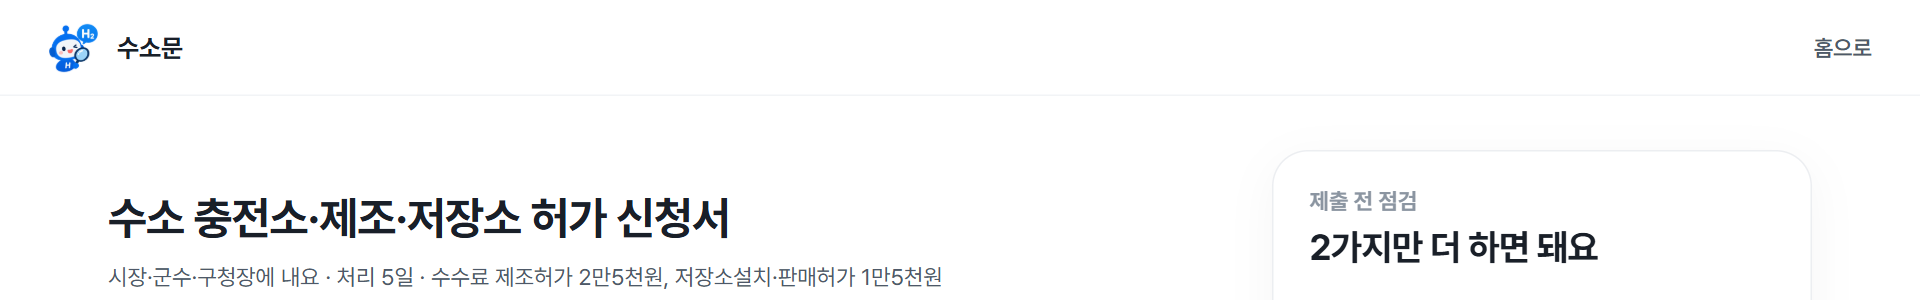 H₂
H
수소문
홈으로
수소 충전소·제조·저장소 허가 신청서
시장·군수·구청장에 내요 · 처리 5일 · 수수료 제조허가 2만5천원, 저장소설치·판매허가 1만5천원
제출 전 점검
2가지만 더 하면 돼요